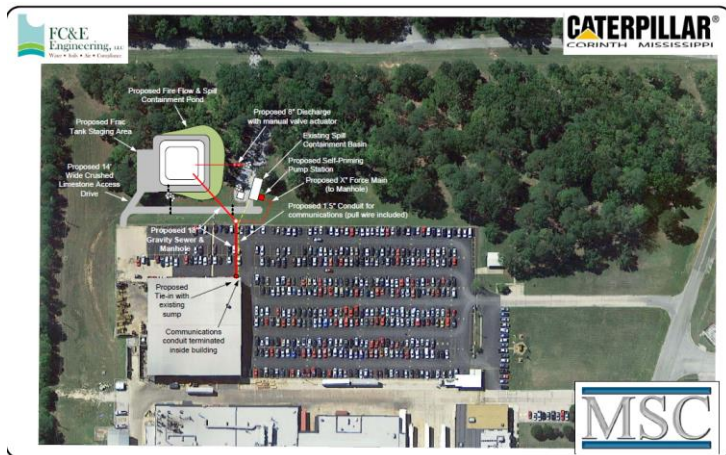 FC&E
Engineering, LLC
Water • Soils • Air • Compliance
CATERPILLAR®
CORINTH MISSISSIPPI
Proposed Fire Flow & Spill
Containment Pond
Proposed Frac
Tank Staging Area
Proposed 14'
Wide Crushed
Limestone Access
Drive
Proposed 8" Discharge
with manual valve actuator
Existing Spill
Containment Basin
Proposed Self-Priming
Pump Station
Proposed X" Force Main
(to Manhole)
Proposed 1.5" Conduit for
communications (pull wire included)
Proposed 18"
Gravity Sewer &
Manhole
Proposed
Tie-in with
existing
sump
Communications
conduit terminated
inside building
MSC